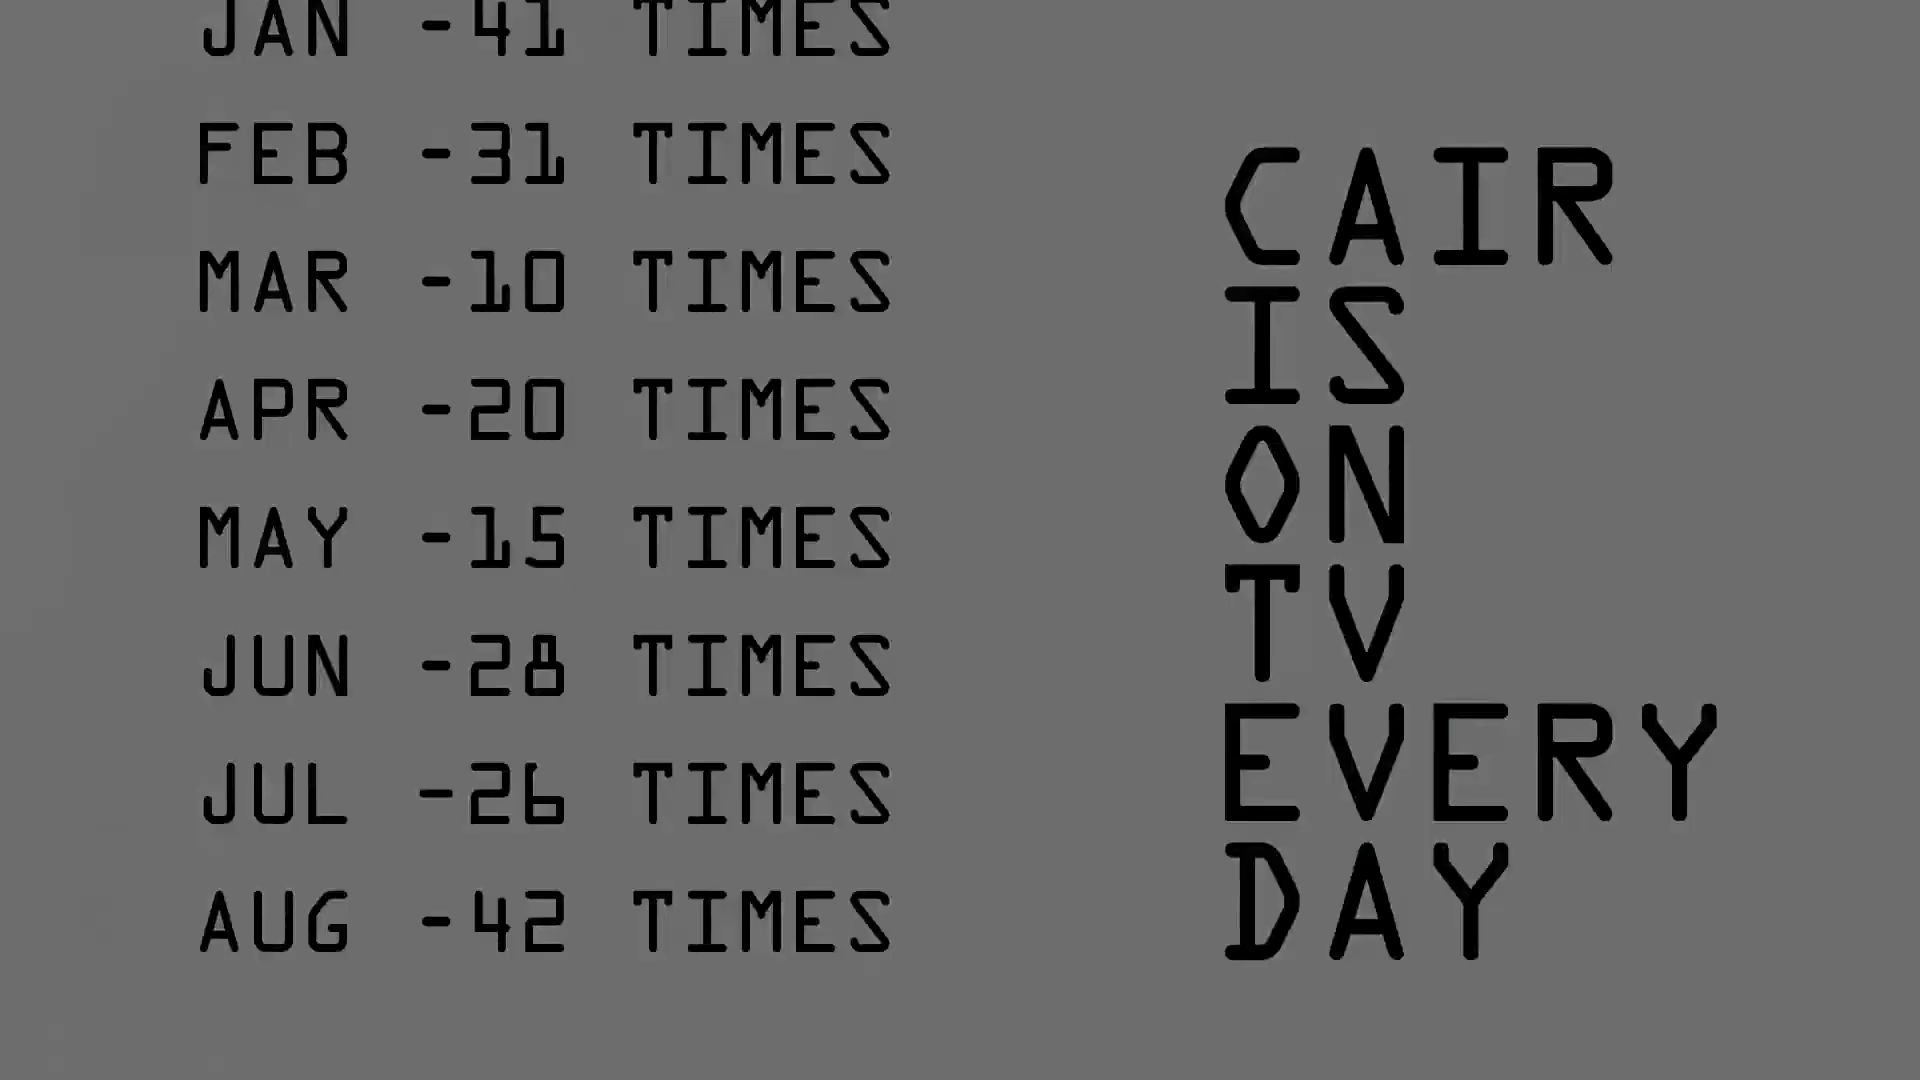 JAN -41 TIMES
FEB -31 TIMES
MAR -10 TIMES
APR -20 TIMES
MAY -15 TIMES
JUN -28 TIMES
JUL -26 TIMES
AUG -42 TIMES
CAIR
IS
ON
TV
EVERY
DAY